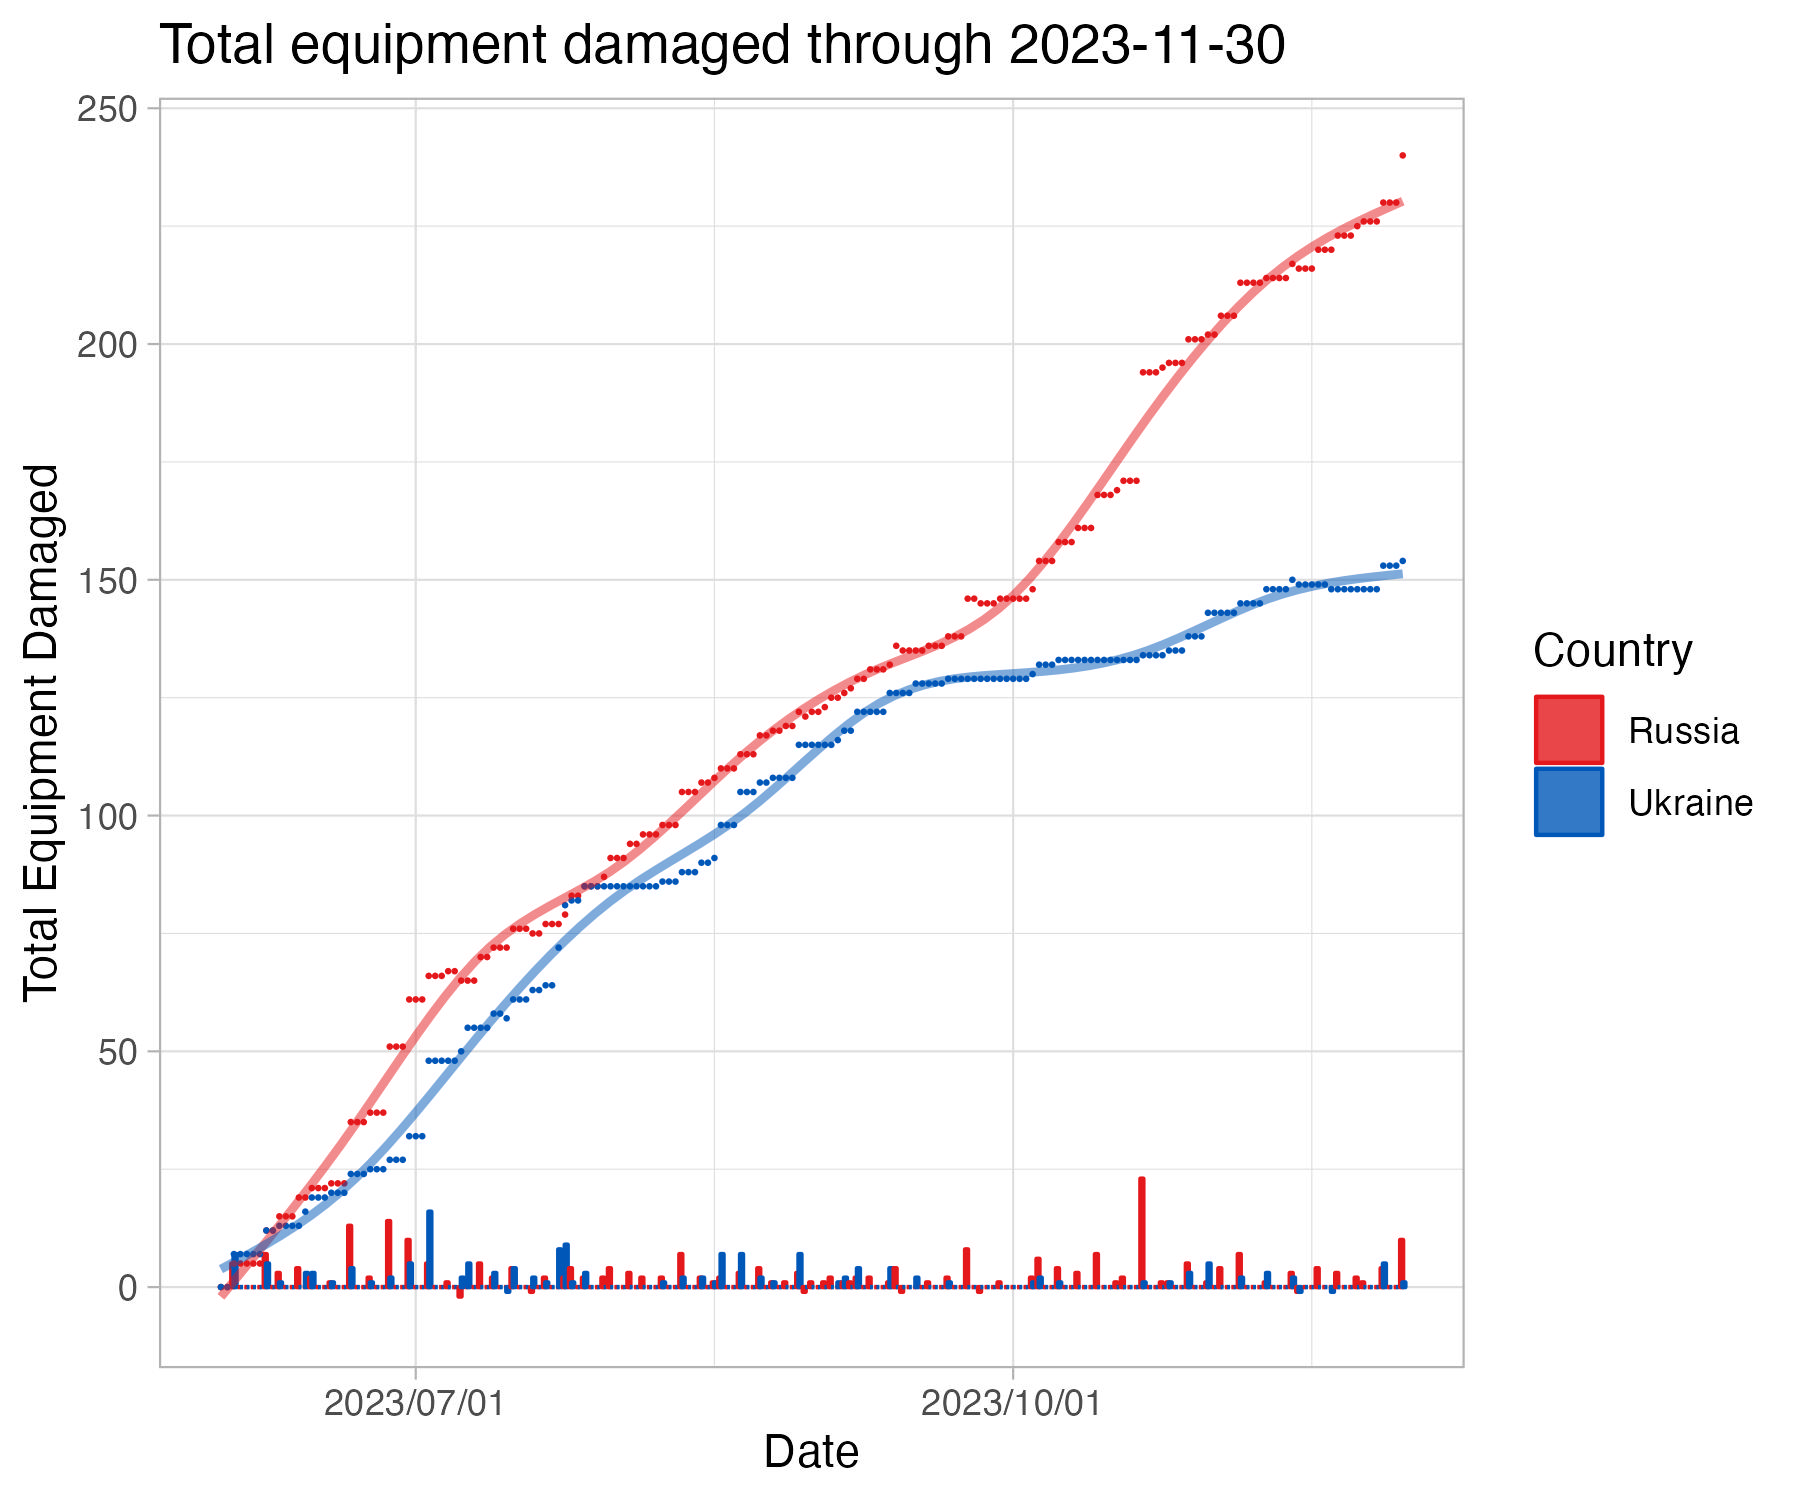 Total equipment damaged through 2023-11-30
Total Equipment Damaged
250
200
150
100
50
0
2023/07/01
2023/10/01
Date
Country
Russia
Ukraine